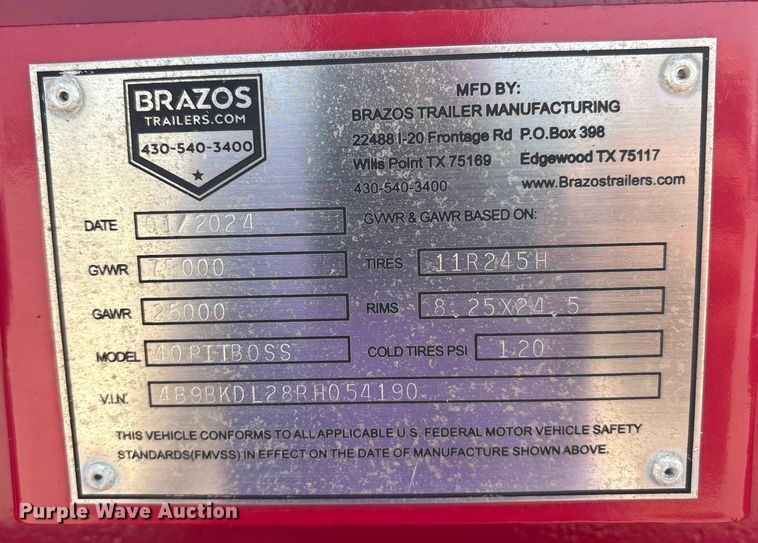 BRAZOS
TRAILERS.COM
430-540-3400
MFD BY:
BRAZOS TRAILER MANUFACTURING
22488 I-20 Frontage Rd P.O.Box 398
Wills Point TX 75169 Edgewood TX 75117
430-540-3400 www.Brazostrailers.com
DATE 01/2024 GVWR & GAWR BASED ON:
GVWR 75000 TIRES 11R245H
GAWR 25000 RIMS 8.25X24.5
MODEL 40PITBOSS COLD TIRES PSI 120
V.I.N. 4B9BKDL28RH054190
THIS VEHICLE CONFORMS TO ALL APPLICABLE U.S. FEDERAL MOTOR VEHICLE SAFETY
STANDARDS(FMVSS) IN EFFECT ON THE DATE OF MANUFACTURE SHOWN ABOVE.
Purple Wave Auction